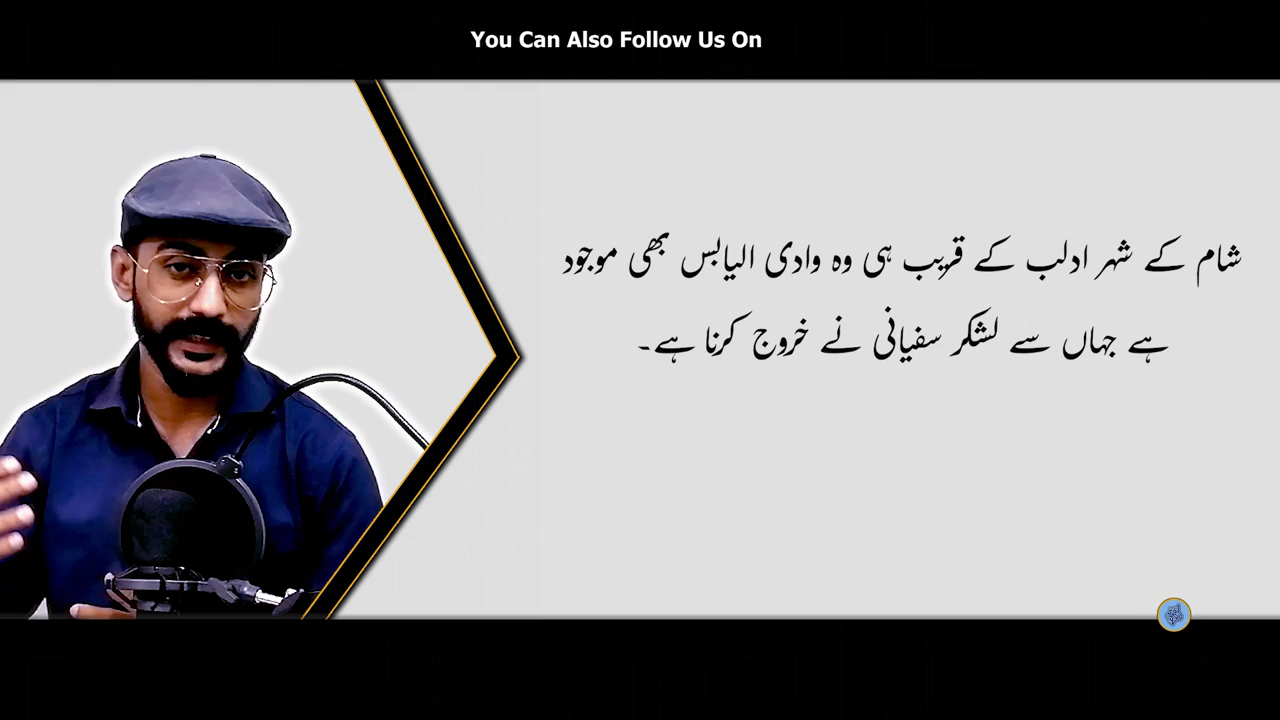 You Can Also Follow Us On
شام کے شہر ادلب کے قریب ہی وہ وادی الیابس بھی موجود
ہے جہاں سے لشکر سفیانی نے خروج کرنا ہے۔